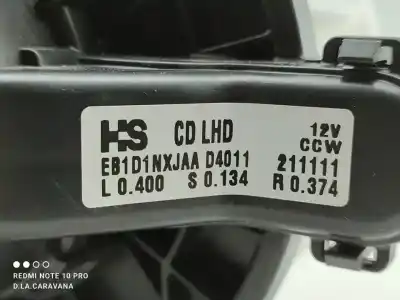 HS CD LHD 12V
CCW
EB1D1NXJAA D4011 211111
L 0.400 S 0.134 R 0.374
REDMI NOTE 10 PRO
D.LA.CARAVANA